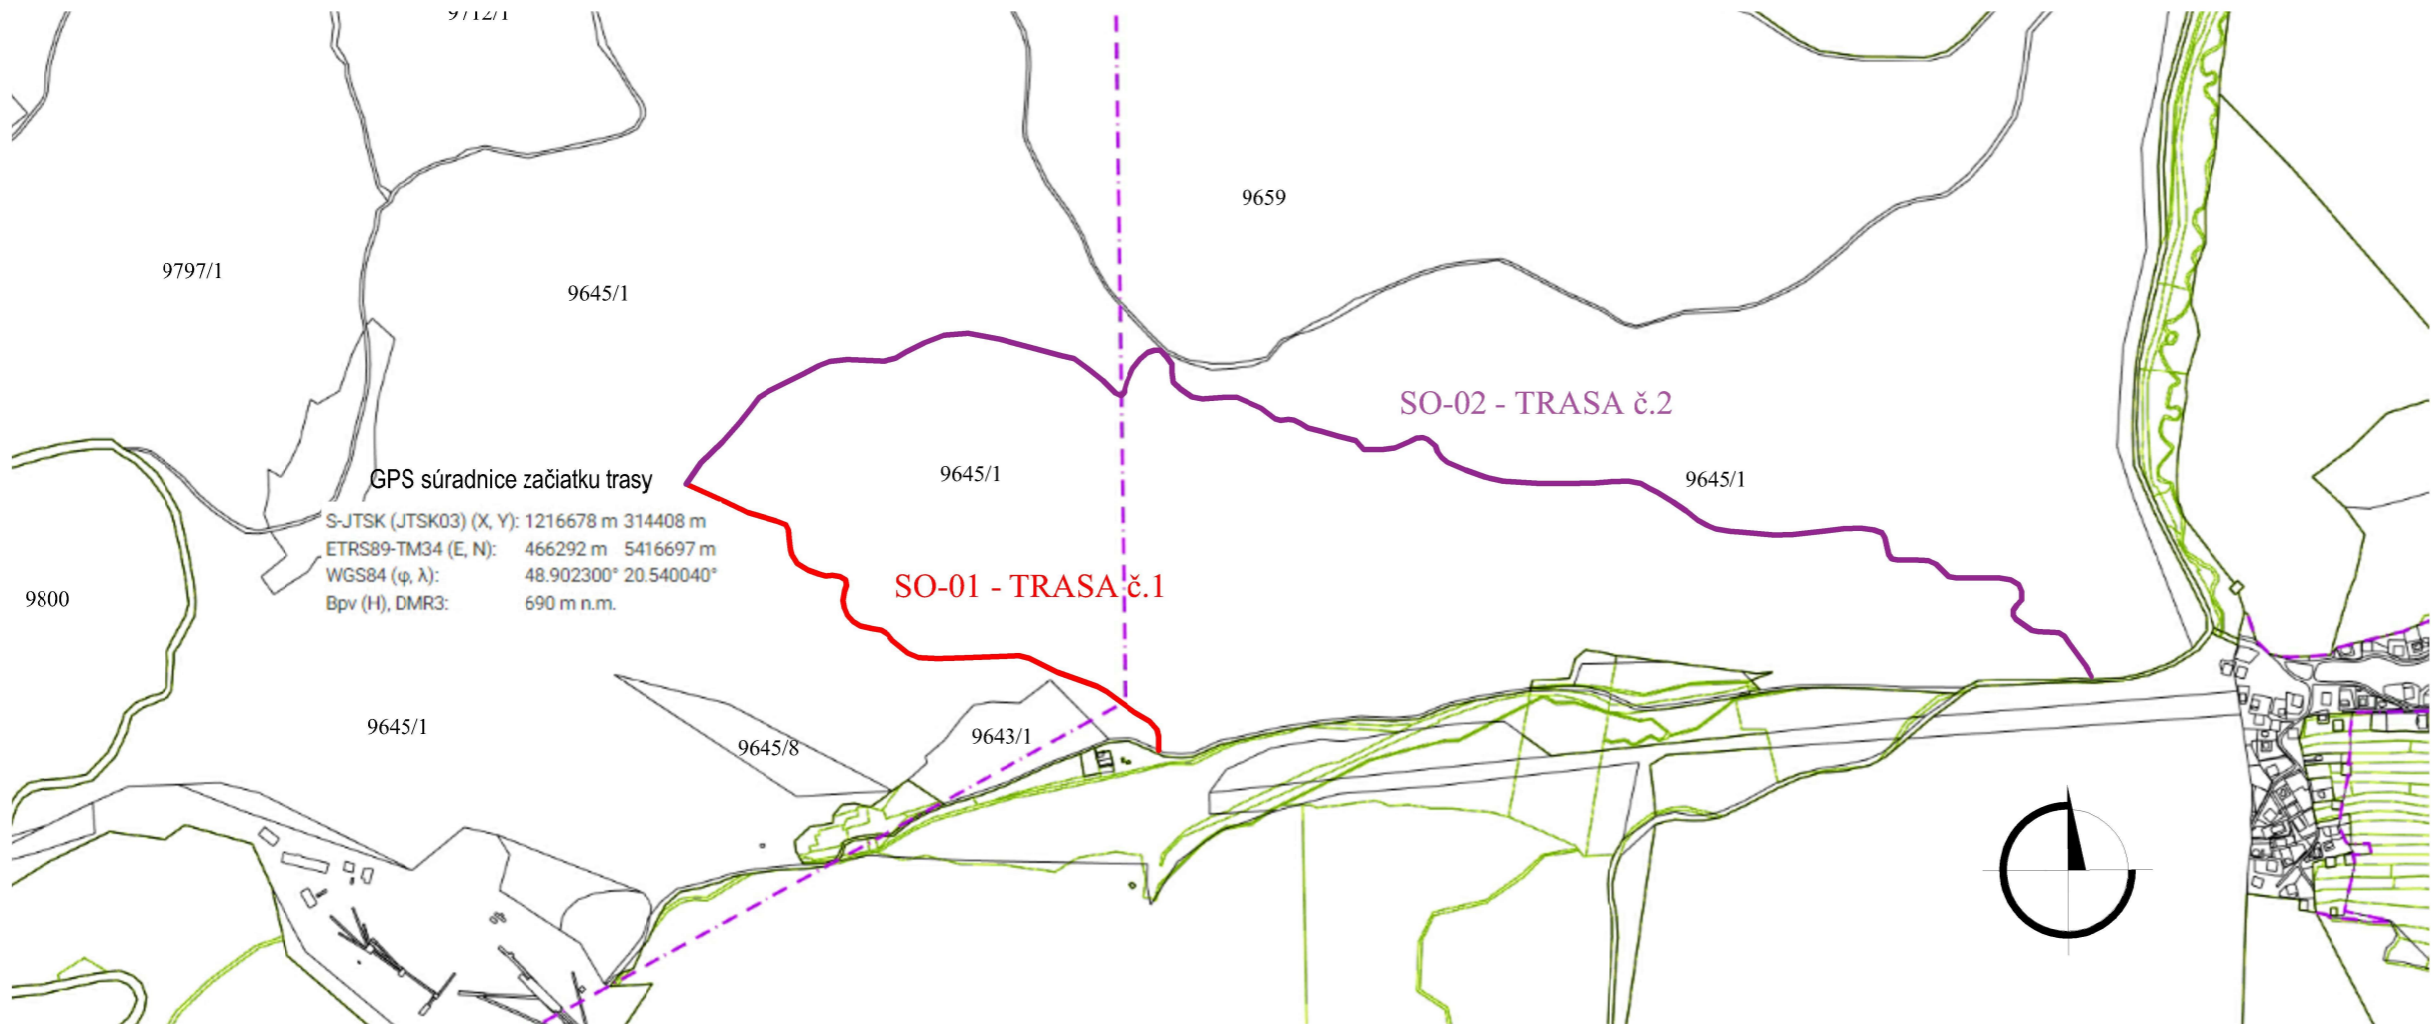 9712/1
9659
9797/1
9645/1
SO-02 - TRASA č.2
GPS súradnice začiatku trasy
9645/1
9645/1
S-JTSK (JTSK03) (X, Y): 1216678 m 314408 m
ETRS89-TM34 (E, N): 466292 m 5416697 m
WGS84 (φ, λ): 48.902300° 20.540040°
Bpv (H), DMR3: 690 m n.m.
SO-01 - TRASA č.1
9800
9645/1
9645/8
9643/1